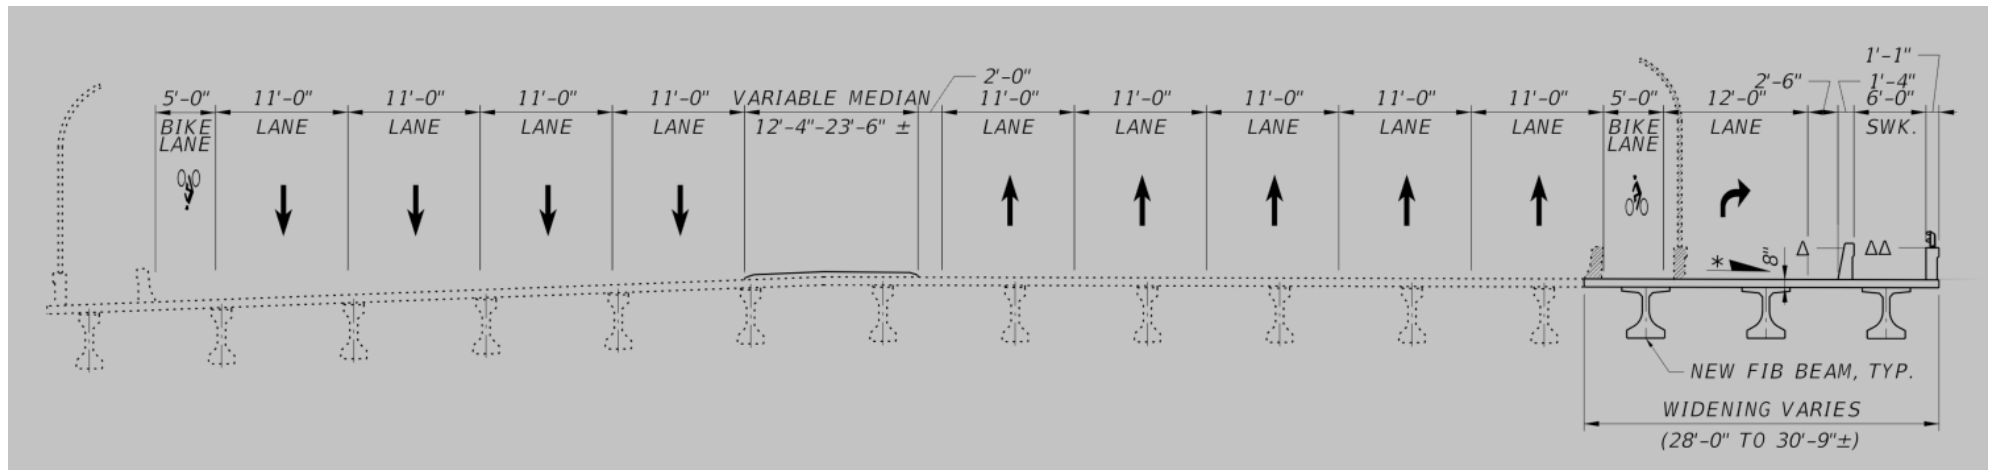 1'-1"
2'-0"
2'-6"
1'-4"
5'-0" 11'-0" 11'-0" 11'-0" 11'-0" VARIABLE MEDIAN 11'-0" 11'-0" 11'-0" 11'-0" 11'-0" 5'-0" 12'-0" 6'-0"
BIKE LANE LANE LANE LANE LANE 12'-4"-23'-6" ± LANE LANE LANE LANE LANE BIKE LANE LANE SWK.
* 8" Δ ΔΔ
NEW FIB BEAM, TYP.
WIDENING VARIES
(28'-0" TO 30'-9"±)